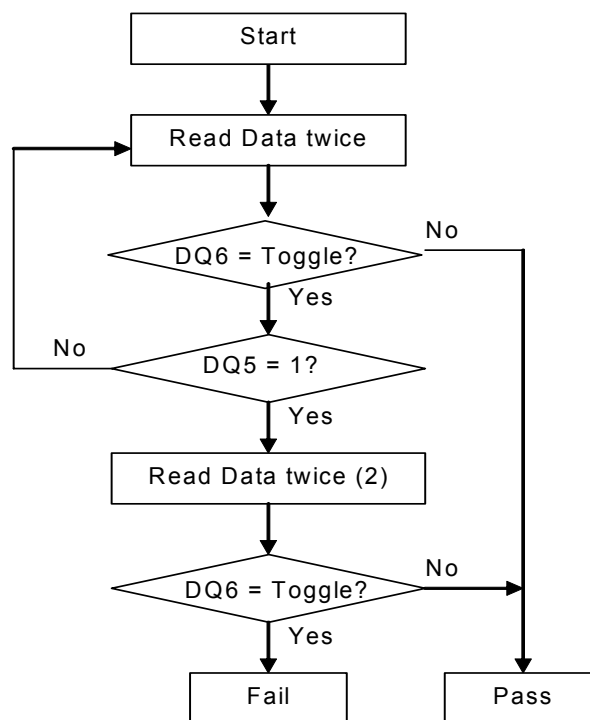 Start
Read Data twice
DQ6 = Toggle?
No
Yes
No
DQ5 = 1?
Yes
Read Data twice (2)
DQ6 = Toggle?
No
Yes
Fail
Pass